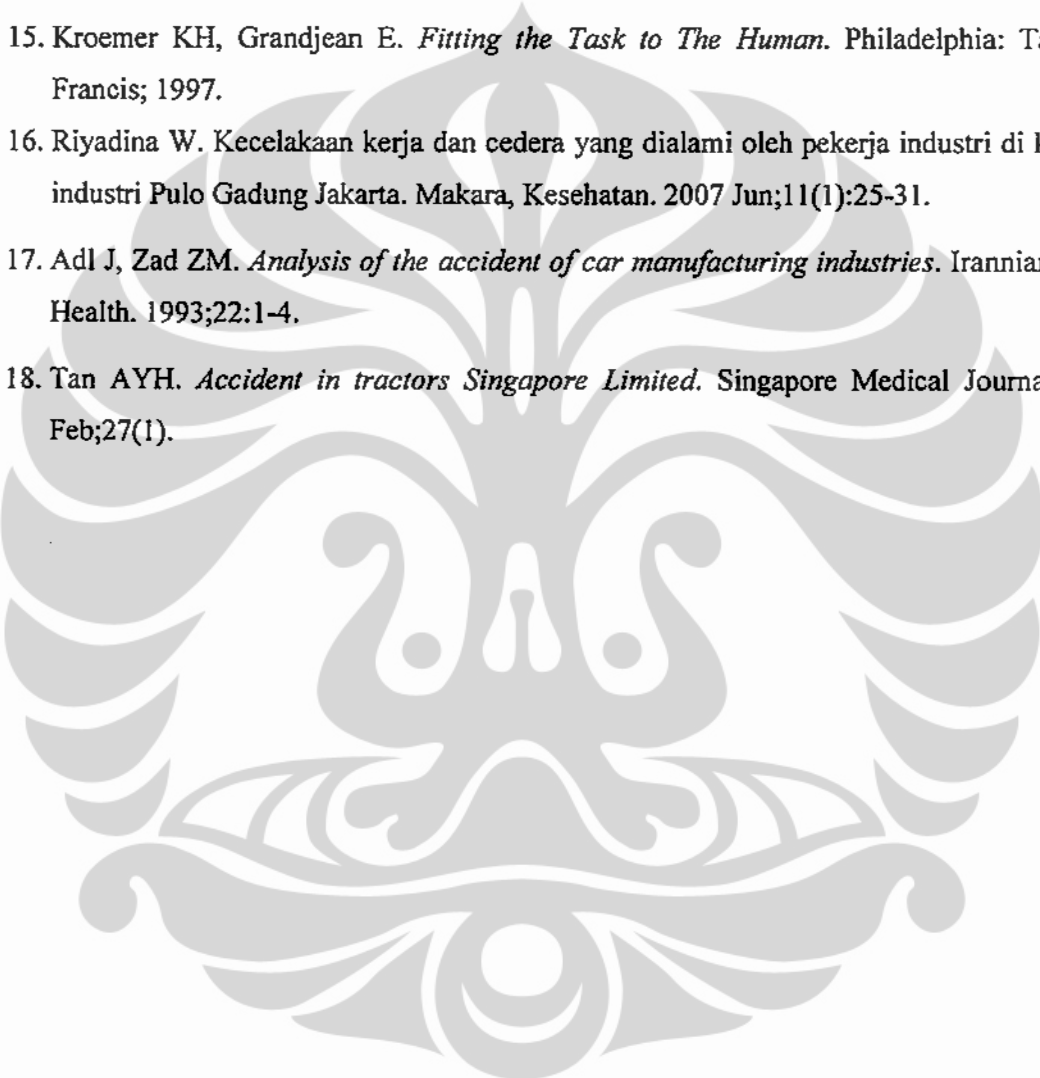 15. Kroemer KH, Grandjean E. Fitting the Task to The Human. Philadelphia:
Francis; 1997.
16. Riyadina W. Kecelakaan kerja dan cedera yang dialami oleh pekerja industri di
industri Pulo Gadung Jakarta. Makara, Kesehatan. 2007 Jun;11(1):25-31.
17. Adl J, Zad ZM. Analysis of the accident of car manufacturing industries. Irannian
Health. 1993;22:1-4.
18. Tan AYH. Accident in tractors Singapore Limited. Singapore Medical
Feb;27(1).